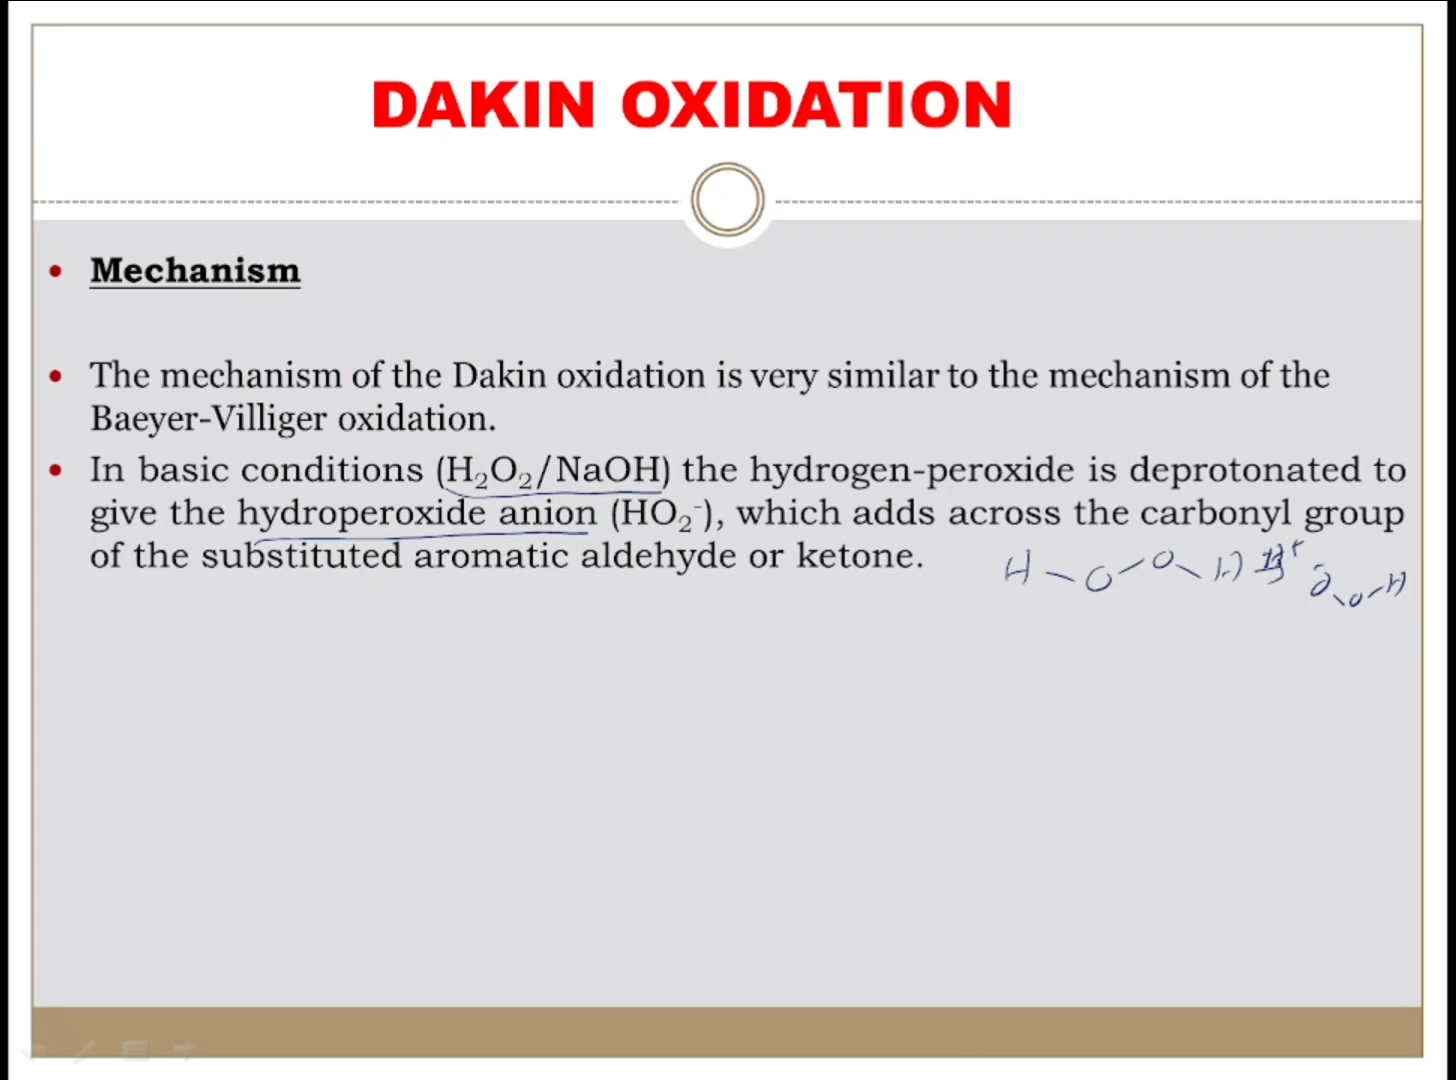 DAKIN OXIDATION
• Mechanism
• The mechanism of the Dakin oxidation is very similar to the mechanism of the
Baeyer-Villiger oxidation.
• In basic conditions (H₂O₂/NaOH) the hydrogen-peroxide is deprotonated to
give the hydroperoxide anion (HO₂⁻), which adds across the carbonyl group
of the substituted aromatic aldehyde or ketone.
H-O-O-H
O-O-H